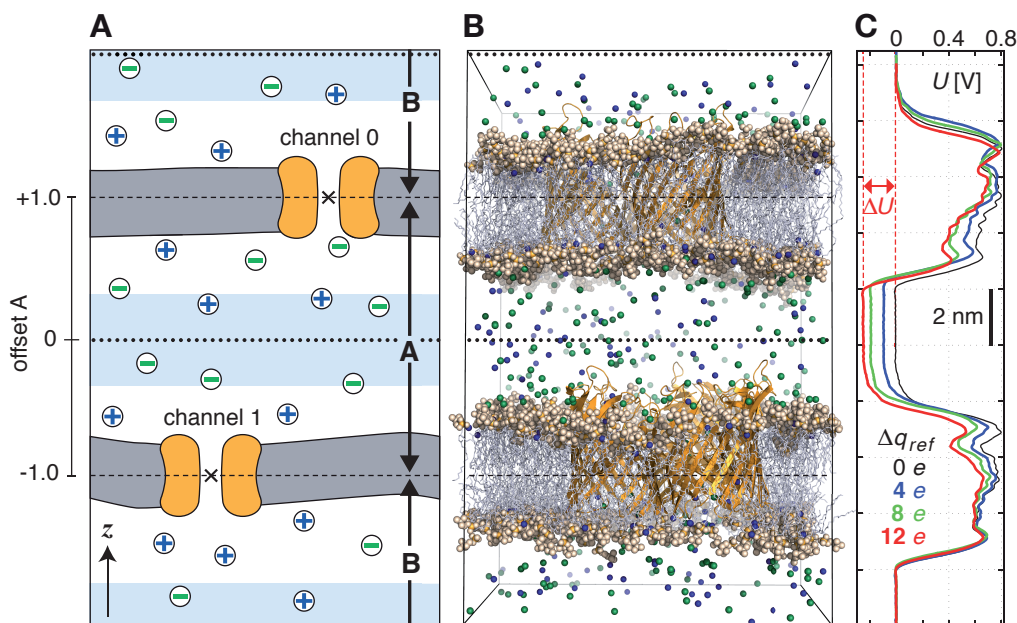 A
B
channel 0
+1.0
offset A
0
A
channel 1
-1.0
z
B
B
C
0 0.4 0.8
U [V]
ΔU
2 nm
Δq_ref
0 e
4 e
8 e
12 e